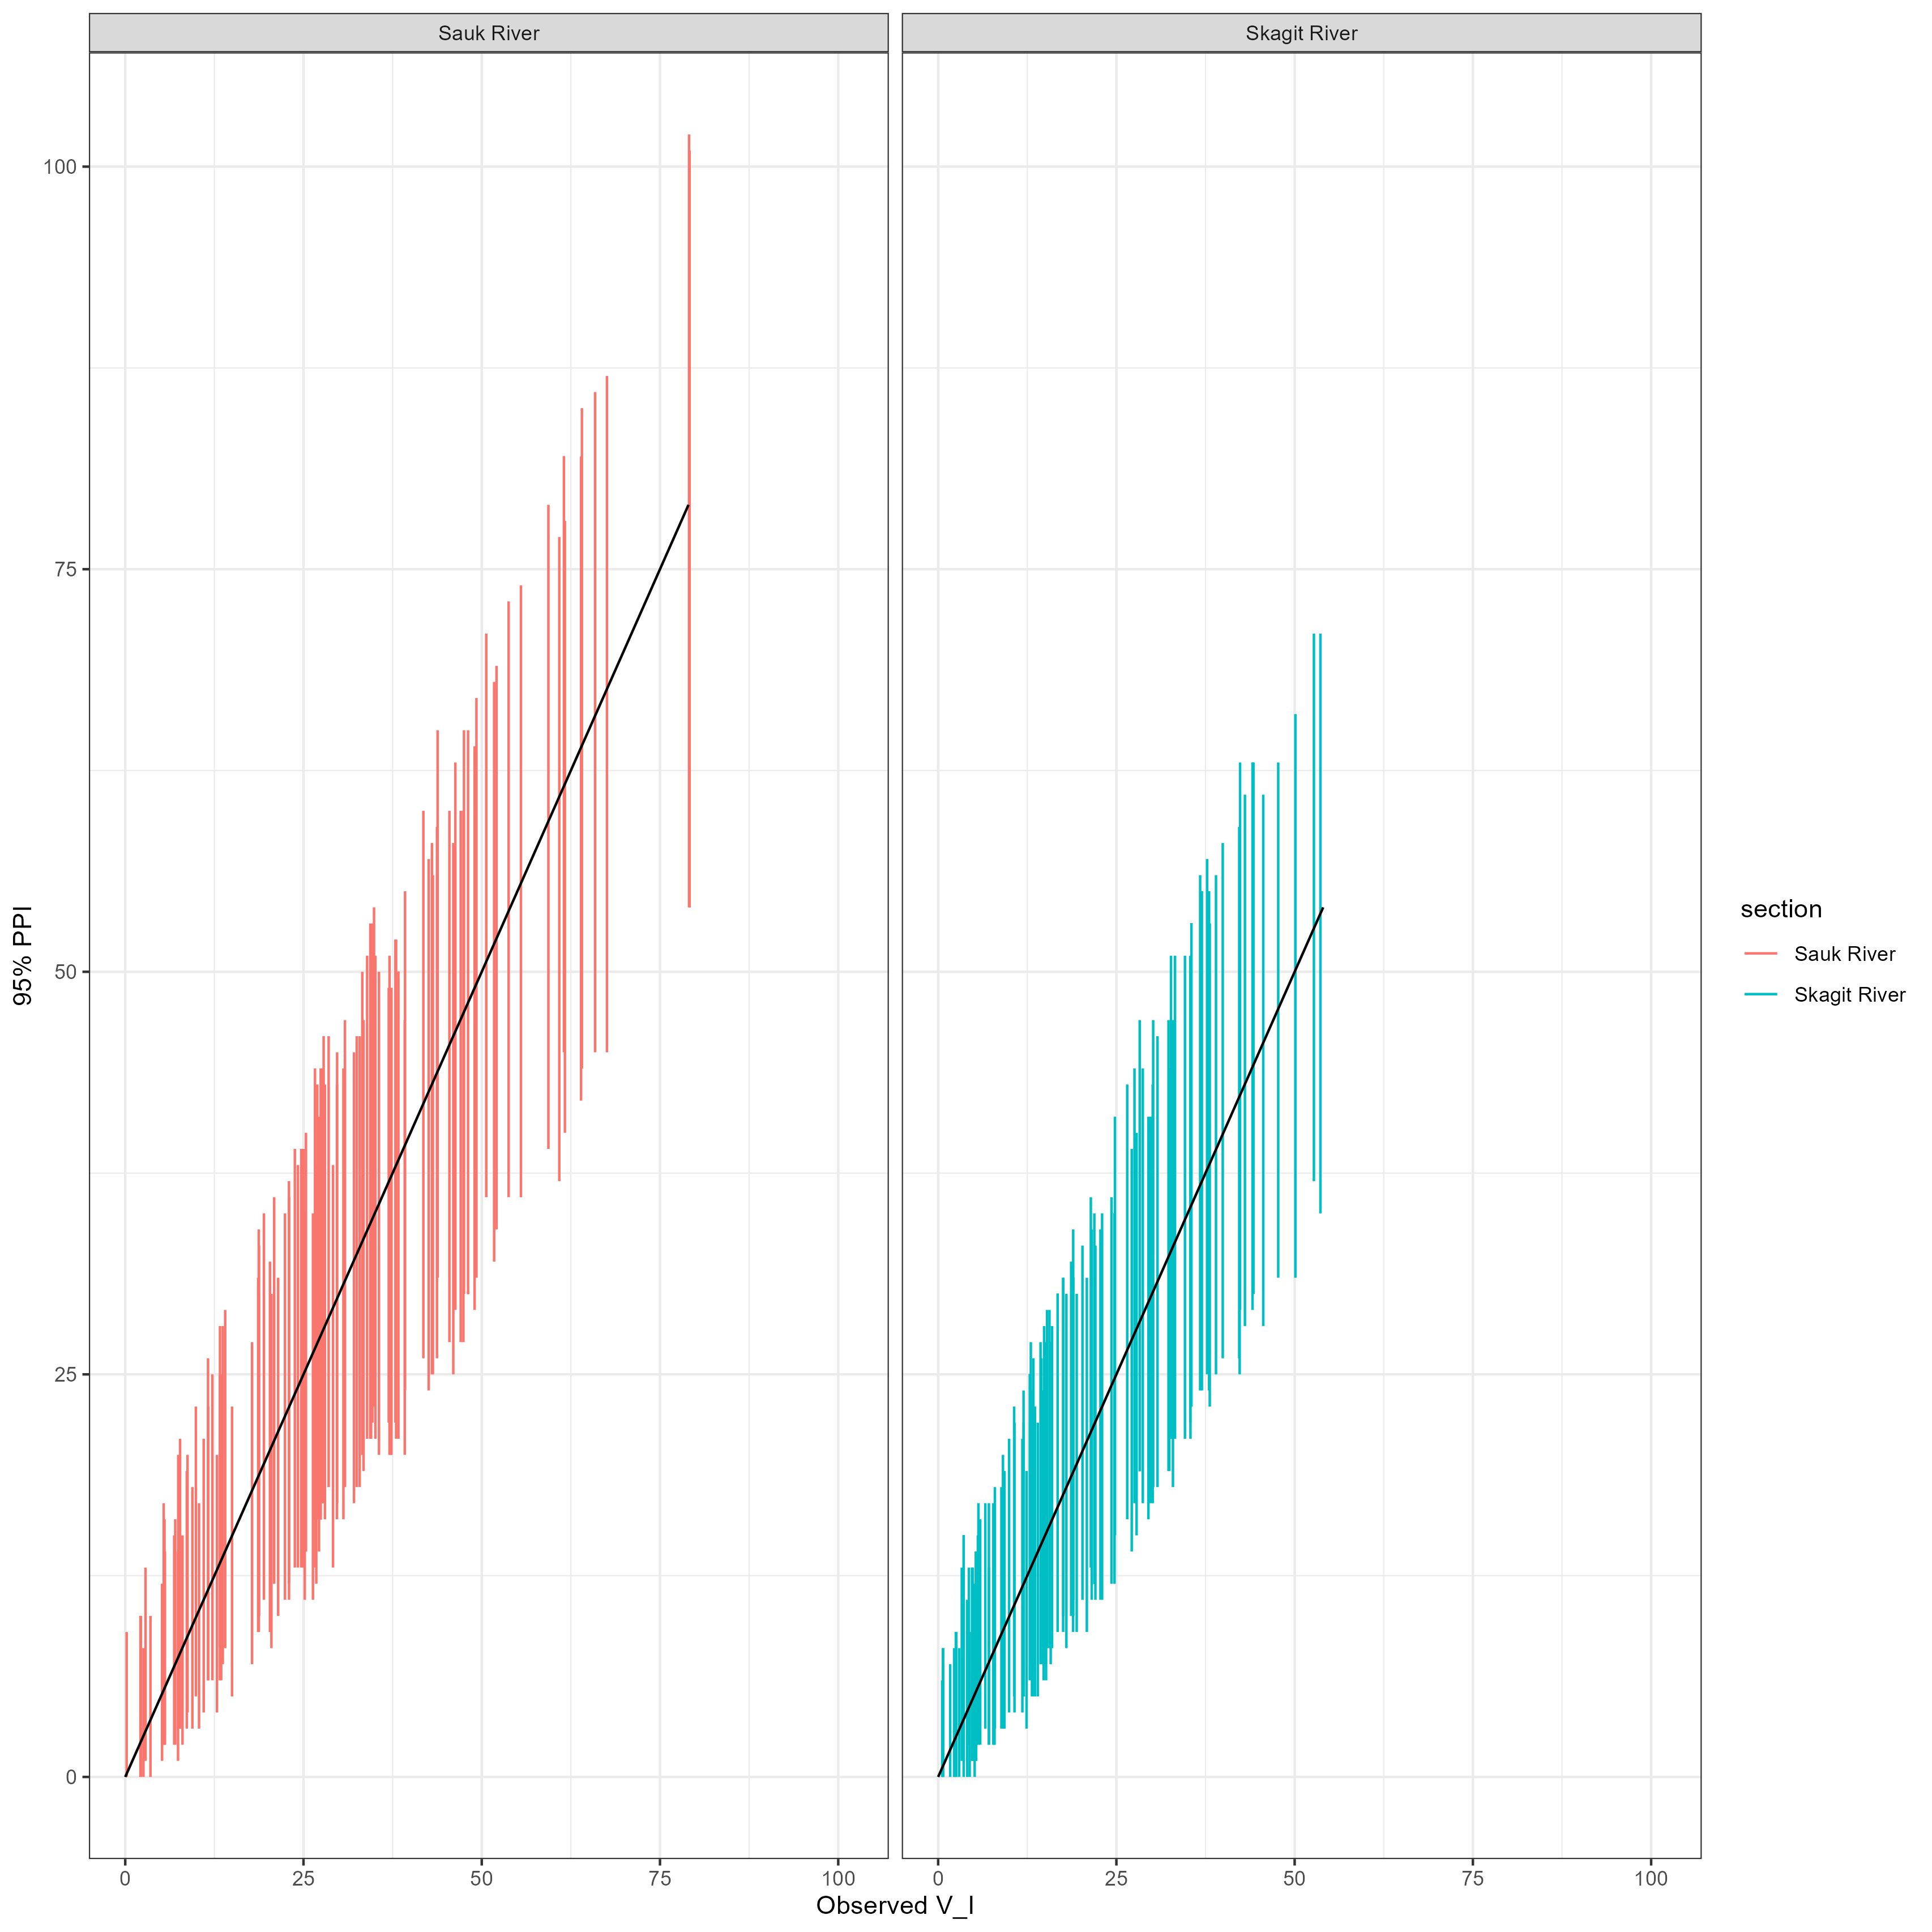 Sauk River
Skagit River
100
75
50
25
0
95% PPI
0 25 50 75 100
0 25 50 75 100
Observed V_I
section
Sauk River
Skagit River